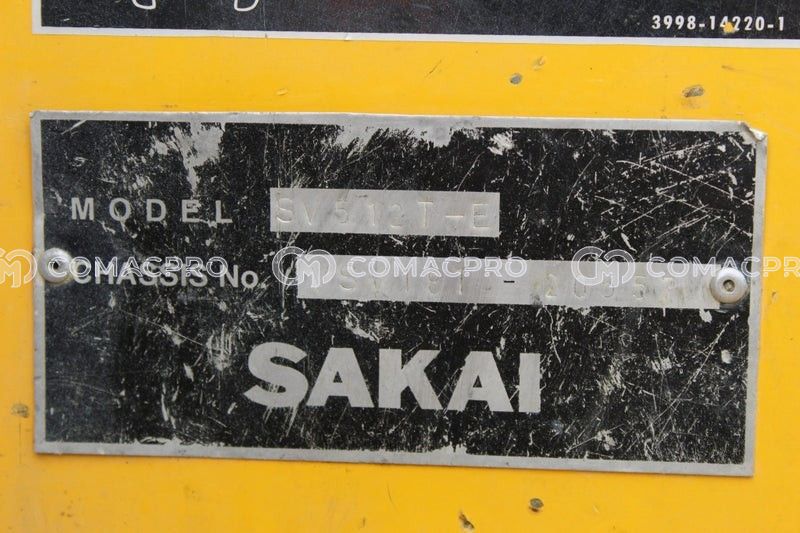 3998-14220-1
MODEL SV512T-E
COMACPRO COMACPRO COMACPRO
CHASSIS No.
SAKAI